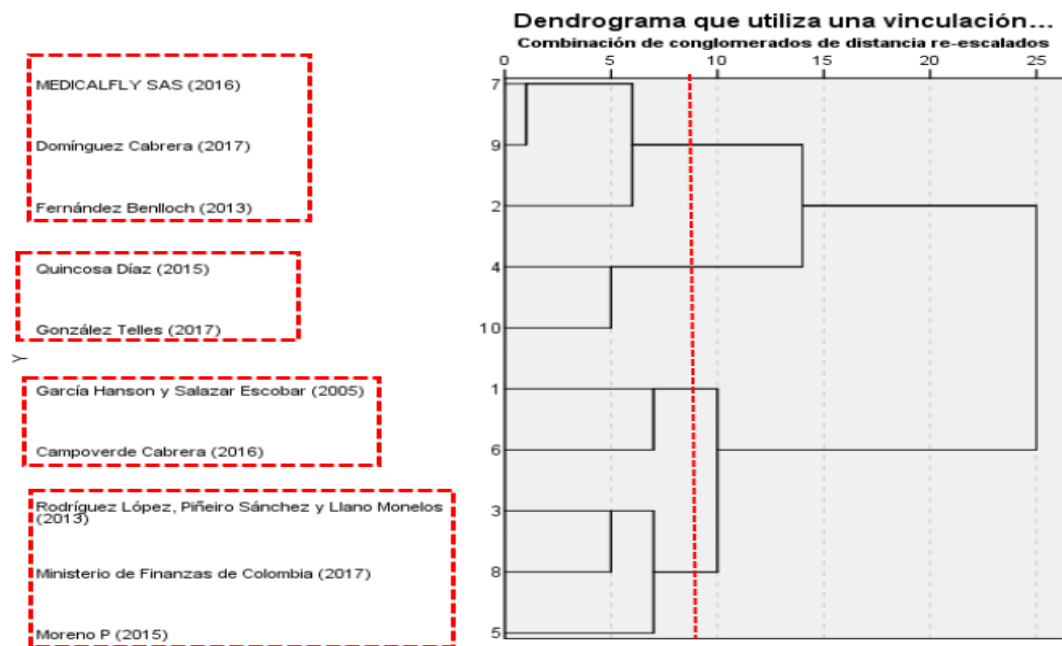 Dendrograma que utiliza una vinculación...
Combinación de conglomerados de distancia re-escalados
0 5 10 15 20 25
MEDICALFLY SAS (2016) 7
Domínguez Cabrera (2017) 9
Fernández Benlloch (2013) 2
Quincosa Díaz (2015) 4
González Telles (2017) 10
Y
García Hanson y Salazar Escobar (2005) 1
Campoverde Cabrera (2016) 6
Rodríguez López, Piñeiro Sánchez y Llano Monelos 3
(2013)
Ministerio de Finanzas de Colombia (2017) 8
Moreno P (2015) 5